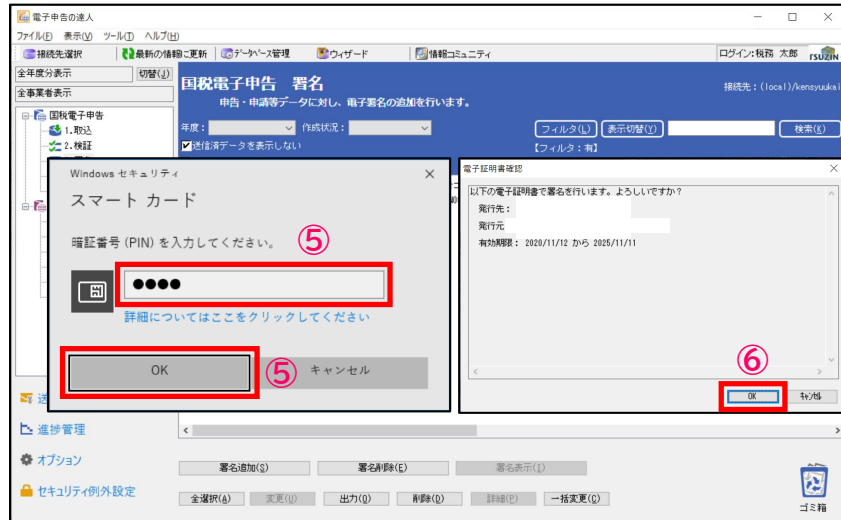 電子申告の達人
ファイル(F) 表示(V) ツール(T) ヘルプ(H)
接続先選択 最新の情報に更新 データベース管理 ウィザード 情報コミュニティ ログイン:税務 太郎 TSUZIN
全年度分表示 切替(J)
全事業者表示
国税電子申告 署名
接続先：(local)/kensyuukai
申告・申請等データに対し、電子署名の追加を行います。
国税電子申告
1.取込
2.検証
年度： 作成状況： フィルタ(L) 表示切替(Y) 検索(K)
送信済データを表示しない 【フィルタ：有】
Windows セキュリティ
スマート カード
暗証番号 (PIN) を入力してください。 ⑤
●●●●
詳細についてはここをクリックしてください
OK ⑤ キャンセル
電子証明書確認
以下の電子証明書で署名を行います。よろしいですか？
発行先：
発行元
有効期限： 2020/11/12 から 2025/11/11
⑥
OK キャンセル
送
進捗管理
オプション
セキュリティ例外設定
署名追加(S) 署名削除(E) 署名表示(I)
全選択(A) 変更(U) 出力(O) 削除(D) 詳細(P) 一括変更(C)
ゴミ箱